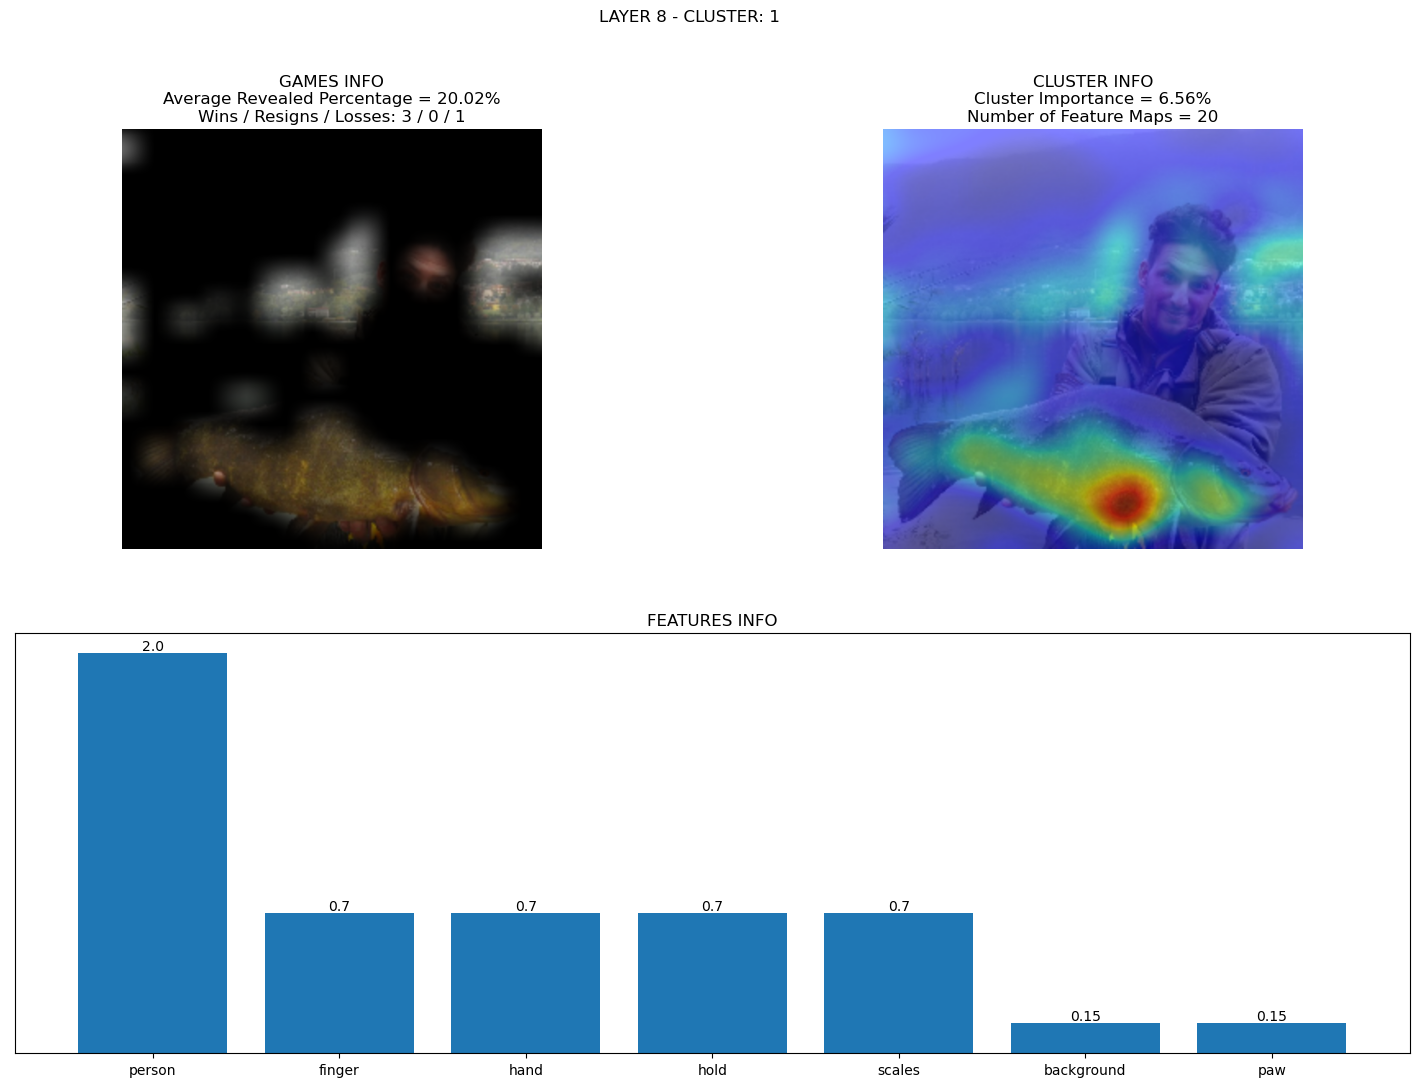 LAYER 8 - CLUSTER: 1
GAMES INFO
Average Revealed Percentage = 20.02%
Wins / Resigns / Losses: 3 / 0 / 1
CLUSTER INFO
Cluster Importance = 6.56%
Number of Feature Maps = 20
FEATURES INFO
2.0
0.7
0.7
0.7
0.7
0.15
0.15
person
finger
hand
hold
scales
background
paw